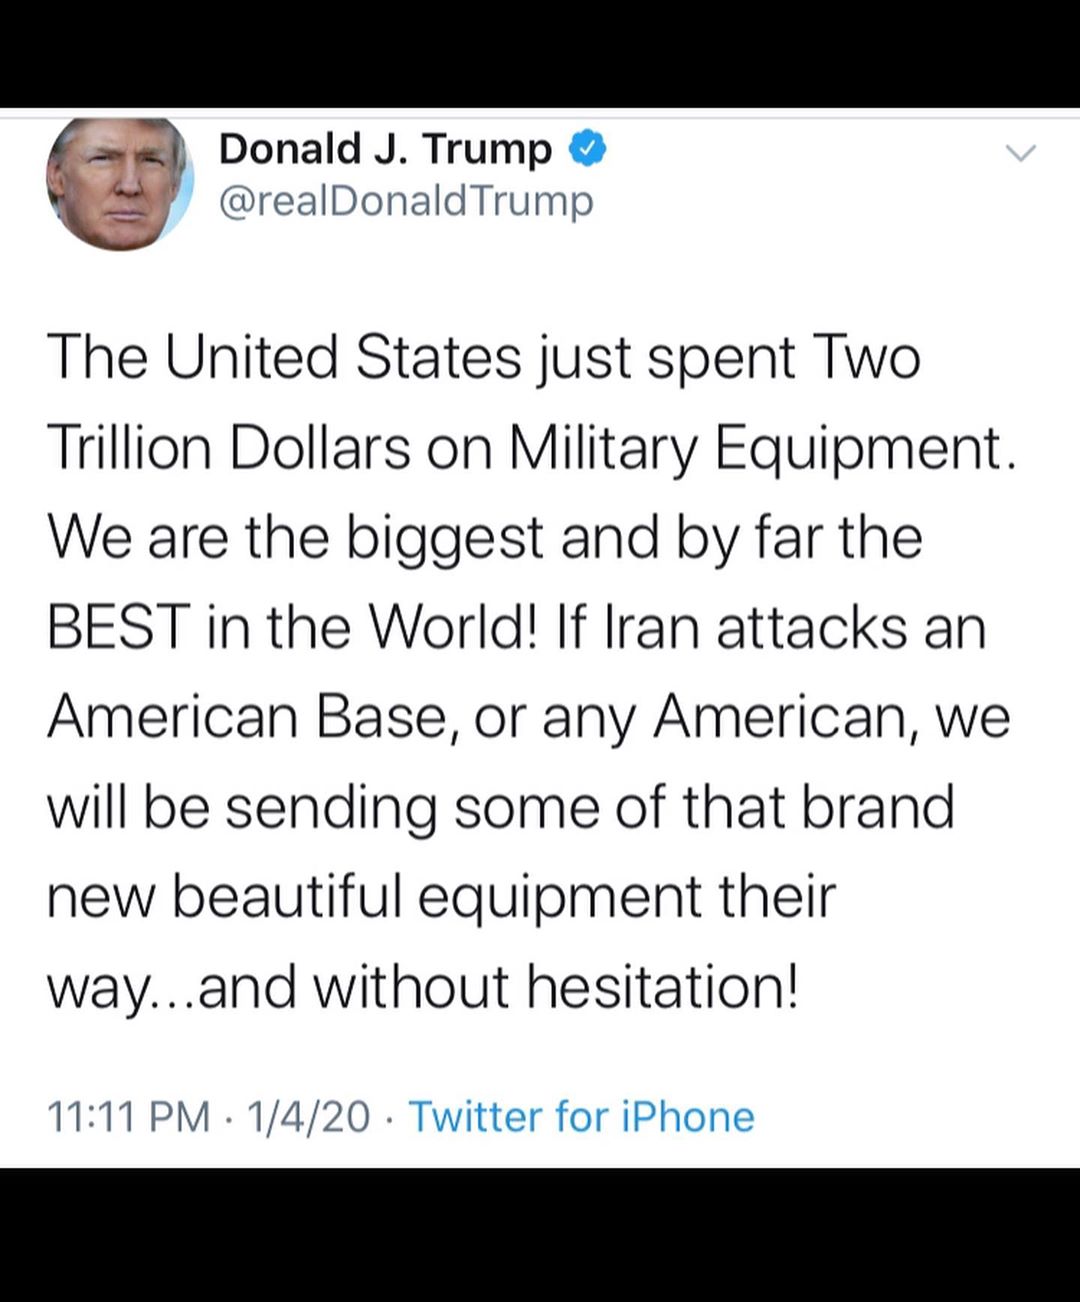 Donald J. Trump
@realDonaldTrump
The United States just spent Two
Trillion Dollars on Military Equipment.
We are the biggest and by far the
BEST in the World! If Iran attacks an
American Base, or any American, we
will be sending some of that brand
new beautiful equipment their
way...and without hesitation!
11:11 PM · 1/4/20 · Twitter for iPhone